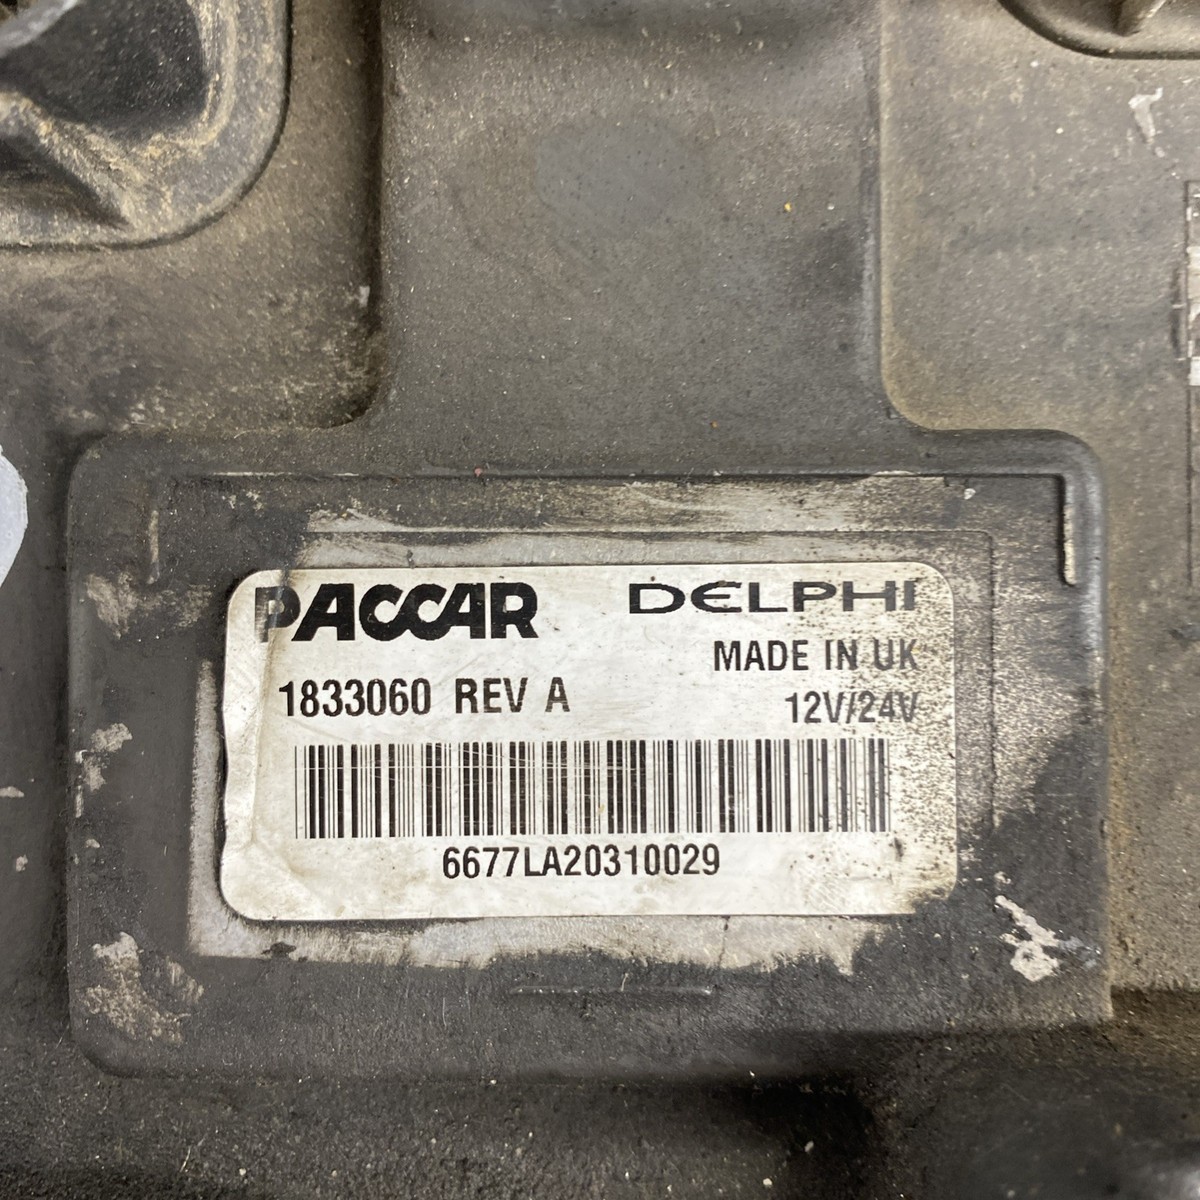 PACCAR DELPHI
MADE IN UK
1833060 REV A 12V/24V
6677LA20310029